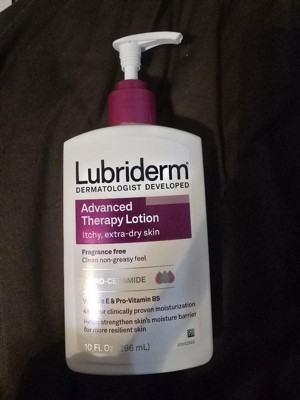 Lubriderm®
DERMATOLOGIST DEVELOPED
Advanced
Therapy Lotion
Itchy, extra-dry skin
Fragrance free
Clean non-greasy feel
E & Pro-Vitamin B5
clinically proven moisturization
strengthen skin's moisture barrier
for more resilient skin
10 FL OZ
mL)